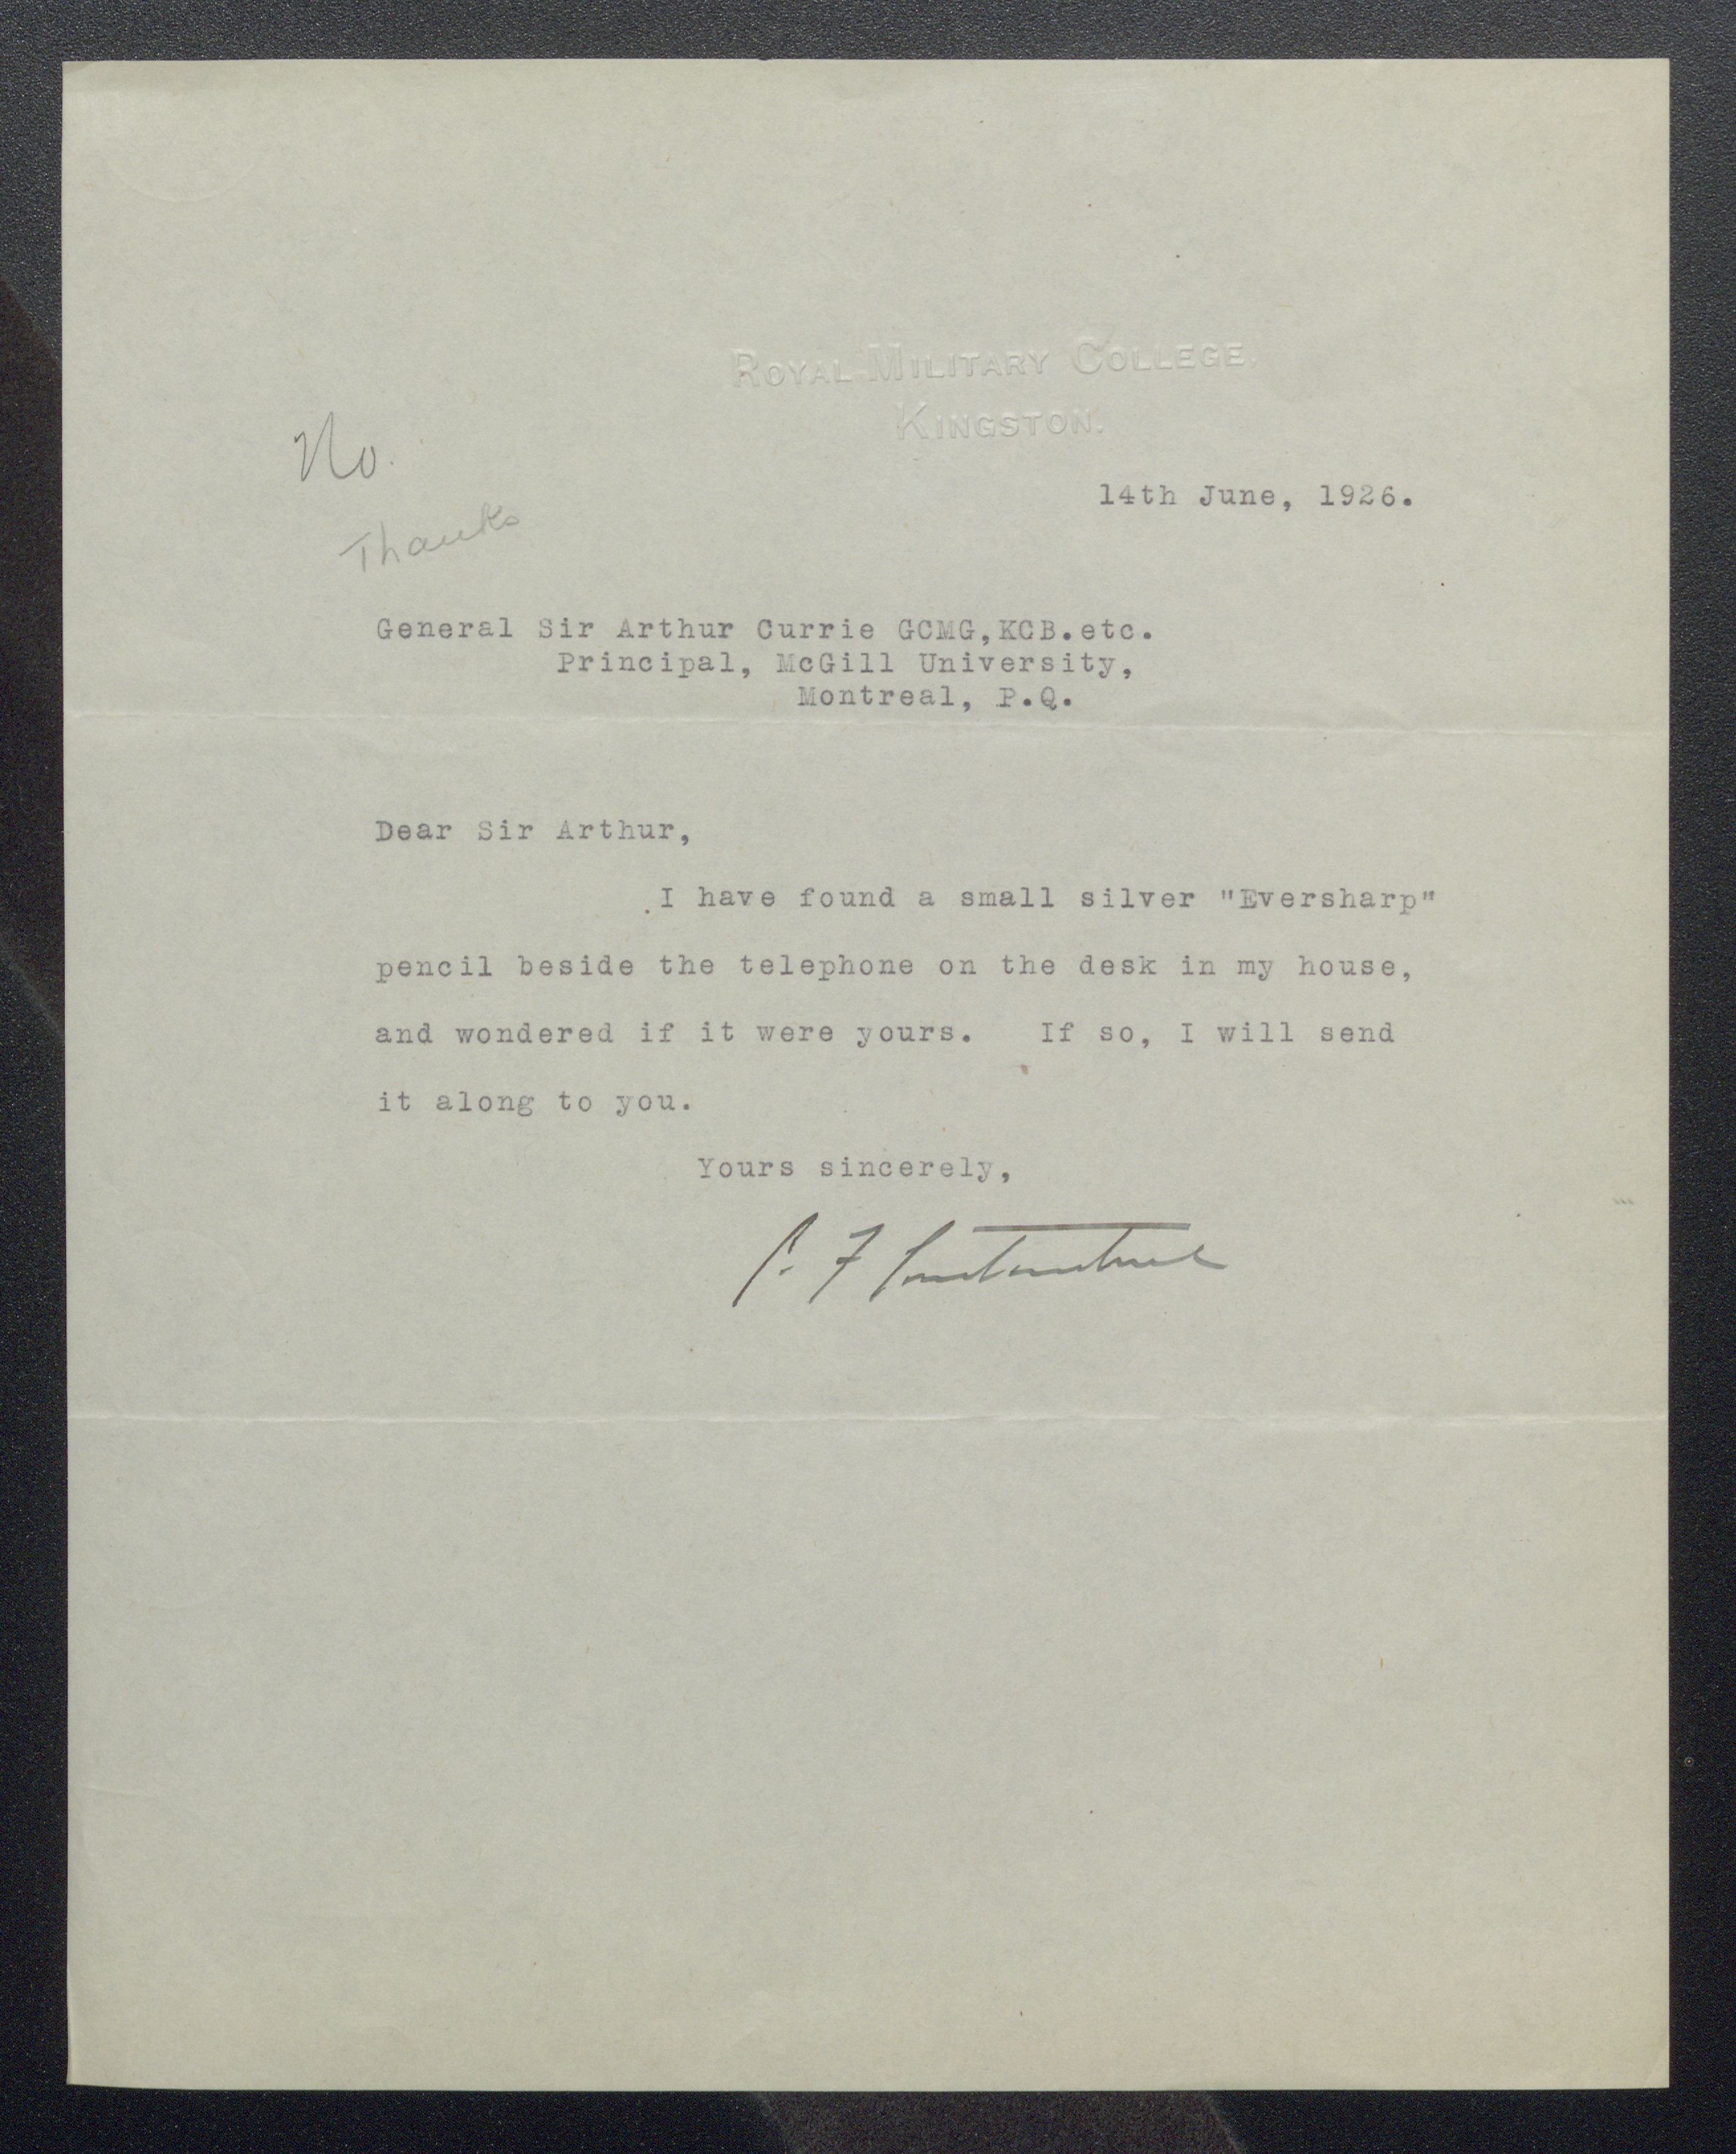 ROYAL MILITARY COLLEGE.
KINGSTON.
No.
Thanks
14th June, 1926.
General Sir Arthur Currie GCMG,KCB.etc.
Principal, McGill University,
Montreal, P.Q.
Dear Sir Arthur,
I have found a small silver "Eversharp"
pencil beside the telephone on the desk in my house,
and wondered if it were yours. If so, I will send
it along to you.
Yours sincerely,
C. F Constantine